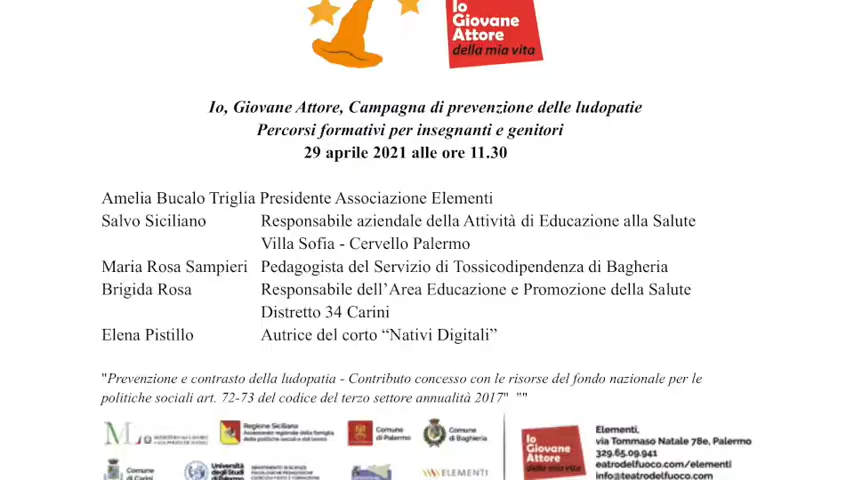 Io
Giovane
Attore
della mia vita
Io, Giovane Attore, Campagna di prevenzione delle ludopatie
Percorsi formativi per insegnanti e genitori
29 aprile 2021 alle ore 11.30
Amelia Bucalo Triglia Presidente Associazione Elementi
Salvo Siciliano Responsabile aziendale della Attività di Educazione alla Salute
Villa Sofia - Cervello Palermo
Maria Rosa Sampieri Pedagogista del Servizio di Tossicodipendenza di Bagheria
Brigida Rosa Responsabile dell’Area Educazione e Promozione della Salute
Distretto 34 Carini
Elena Pistillo Autrice del corto “Nativi Digitali”
"Prevenzione e contrasto della ludopatia - Contributo concesso con le risorse del fondo nazionale per le
politiche sociali art. 72-73 del codice del terzo settore annualità 2017" ""
Regione Siciliana
Comune
di Palermo
Comune
di Baghería
Comune
di Carini
Università
degli Studi
di Palermo
ELEMENTI
Io
Giovane
Attore
della mia vita
Elementi,
via Tommaso Natale 78e, Palermo
329.65.09.941
eatrodelfuoco.com/elementi
info@teatrodelfuoco.com